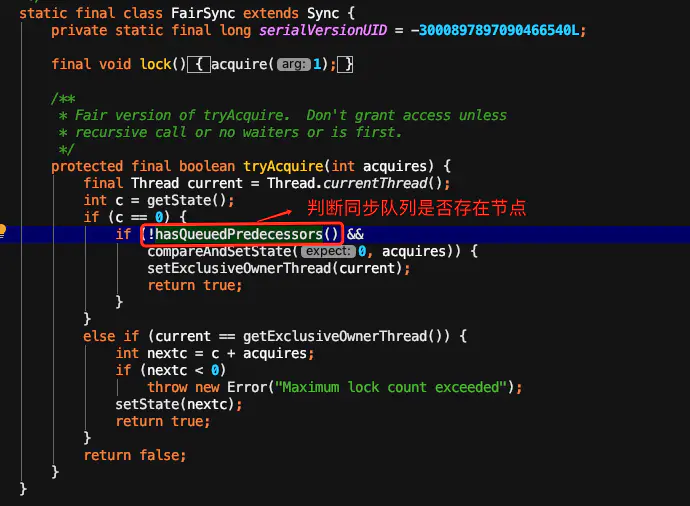 static final class FairSync extends Sync {
private static final long serialVersionUID = -3000897897090466540L;
final void lock() { acquire( arg: 1); }
/**
* Fair version of tryAcquire.  Don't grant access unless
* recursive call or no waiters or is first.
*/
protected final boolean tryAcquire(int acquires) {
final Thread current = Thread.currentThread();
int c = getState();
if (c == 0) {
判断同步队列是否存在节点
if (!hasQueuedPredecessors() &&
compareAndSetState( expect: 0, acquires)) {
setExclusiveOwnerThread(current);
return true;
}
}
else if (current == getExclusiveOwnerThread()) {
int nextc = c + acquires;
if (nextc < 0)
throw new Error("Maximum lock count exceeded");
setState(nextc);
return true;
}
return false;
}
}